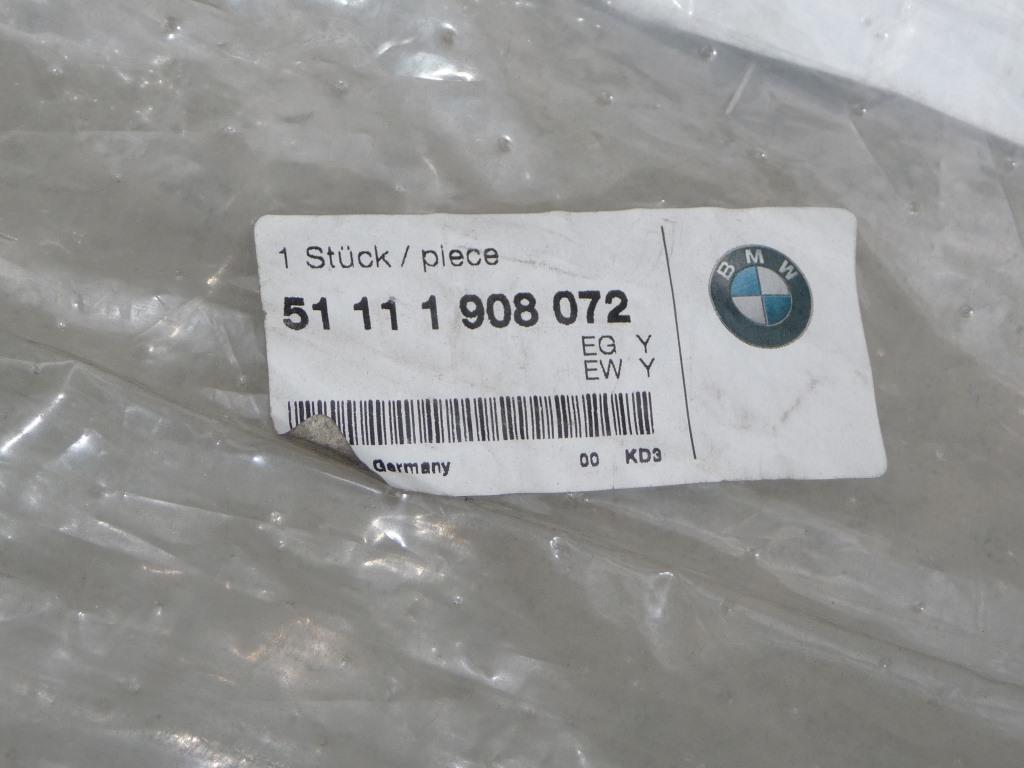 1 Stück / piece
51 11 1 908 072
EG Y
EW Y
Germany 00 KD3
BMW